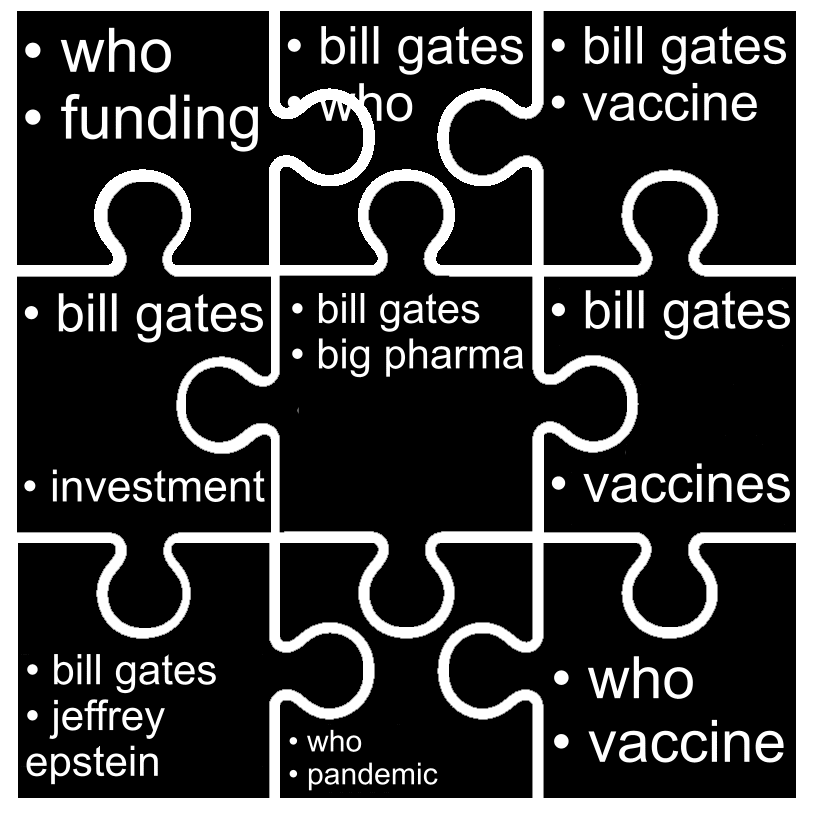 • who
• funding
• bill gates
• who
• bill gates
• vaccine
• bill gates
• investment
• bill gates
• big pharma
• bill gates
• vaccines
• bill gates
• jeffrey
epstein
• who
• pandemic
• who
• vaccine